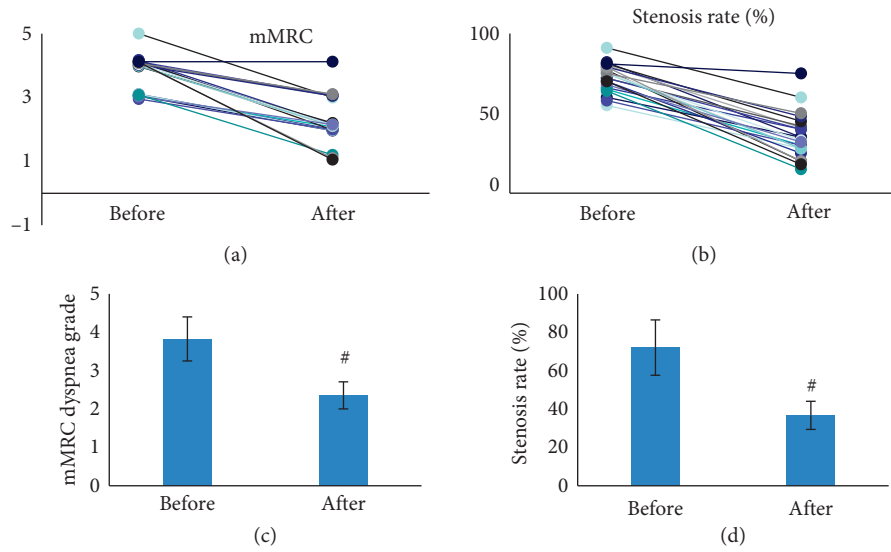 mMRC
5
3
1
−1
Before
After
(a)
Stenosis rate (%)
100
50
0
Before
After
(b)
mMRC dyspnea grade
5
4
3
2
1
0
#
Before
After
(c)
Stenosis rate (%)
100
80
60
40
20
0
#
Before
After
(d)